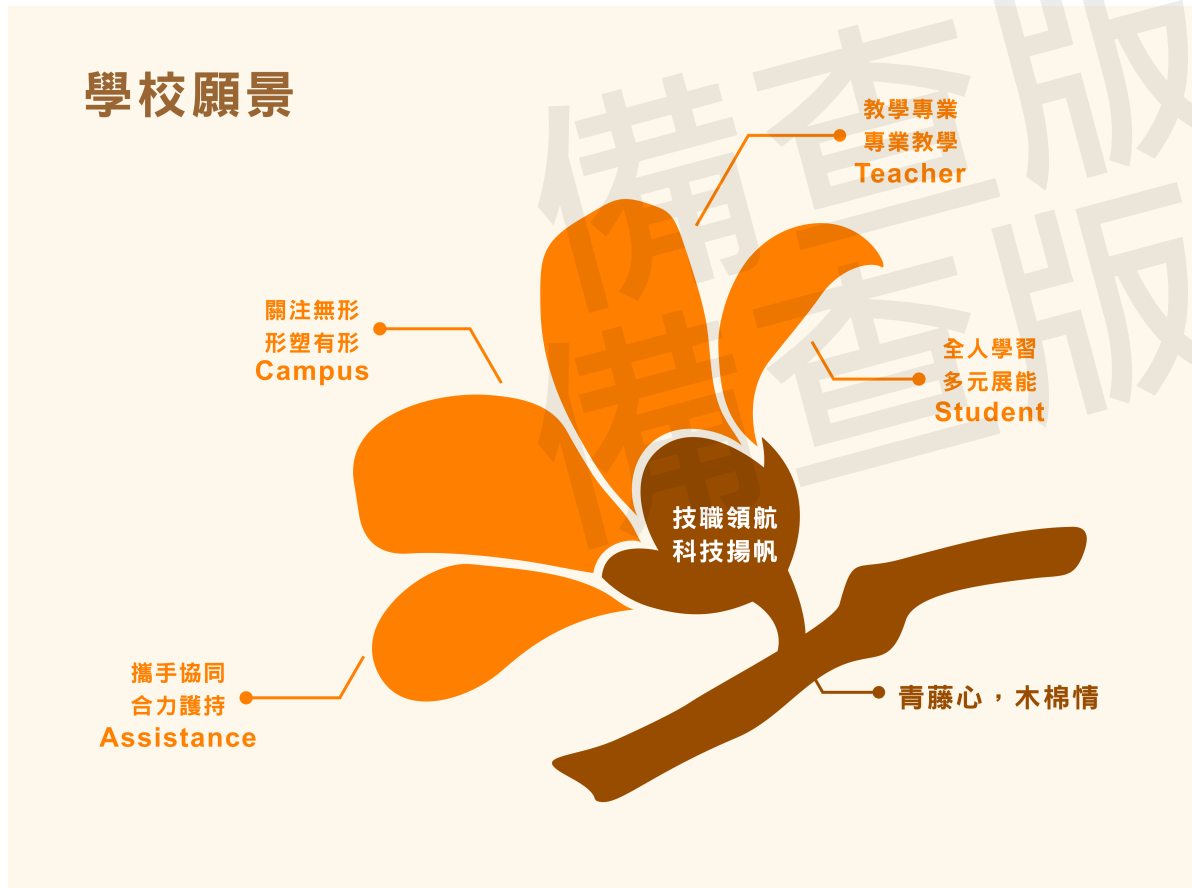 學校願景
教學專業
專業教學
Teacher
關注無形
形塑有形
Campus
全人學習
多元展能
Student
技職領航
科技揚帆
攜手協同
合力護持
Assistance
青藤心，木棉情
備查版
備查版